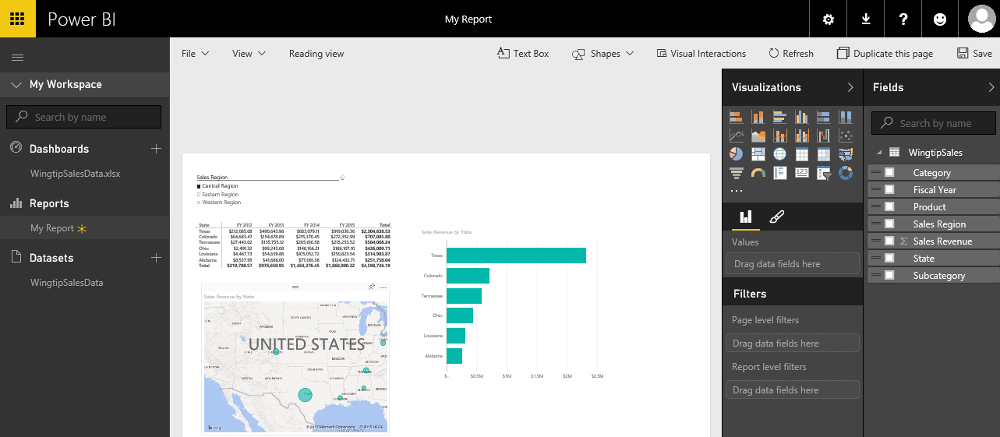 Power BI
My Report
?
File
View
Reading view
Text Box
Shapes
Visual Interactions
Refresh
Duplicate this page
Save
My Workspace
Search by name
Dashboards
WingtipSalesData.xlsx
Reports
My Report
Datasets
WingtipSalesData
Sales Region
Central Region
Eastern Region
Western Region
State FY 2012 FY 2013 FY 2014 FY 2015 Total
Texas $212,085.08 $490,643.98 $683,079.11 $919,030.36 $2,304,838.53
Colorado $64,683.47 $154,678.89 $215,370.45 $272,352.99 $707,085.80
Tennessee $27,443.02 $135,755.12 $205,616.58 $215,253.52 $584,068.24
Ohio $2,491.32 $99,245.08 $148,166.21 $186,107.10 $436,009.71
Louisiana $4,467.73 $54,639.88 $105,052.72 $150,823.54 $314,983.87
Alabama $8,537.95 $41,688.00 $77,091.38 $124,432.71 $251,750.04
Total $319,708.57 $976,650.95 $1,434,376.45 $1,868,000.22 $4,598,736.19
Sales Revenue by State
UNITED STATES
SOUTH DAKOTA
WYOMING
OKLAHOMA
ARIZONA
NEW MEXICO
MISSOURI
KENTUCKY
bing
© 2015 Microsoft Corporation © 2015 HERE
Sales Revenue by State
Texas
Colorado
Tennessee
Ohio
Louisiana
Alabama
$- $0.5M $1M $1.5M $2M $2.5M
Visualizations
123
Values
Drag data fields here
Filters
Page level filters
Drag data fields here
Report level filters
Drag data fields here
Fields
Search by name
WingtipSales
Category
Fiscal Year
Product
Sales Region
Σ Sales Revenue
State
Subcategory